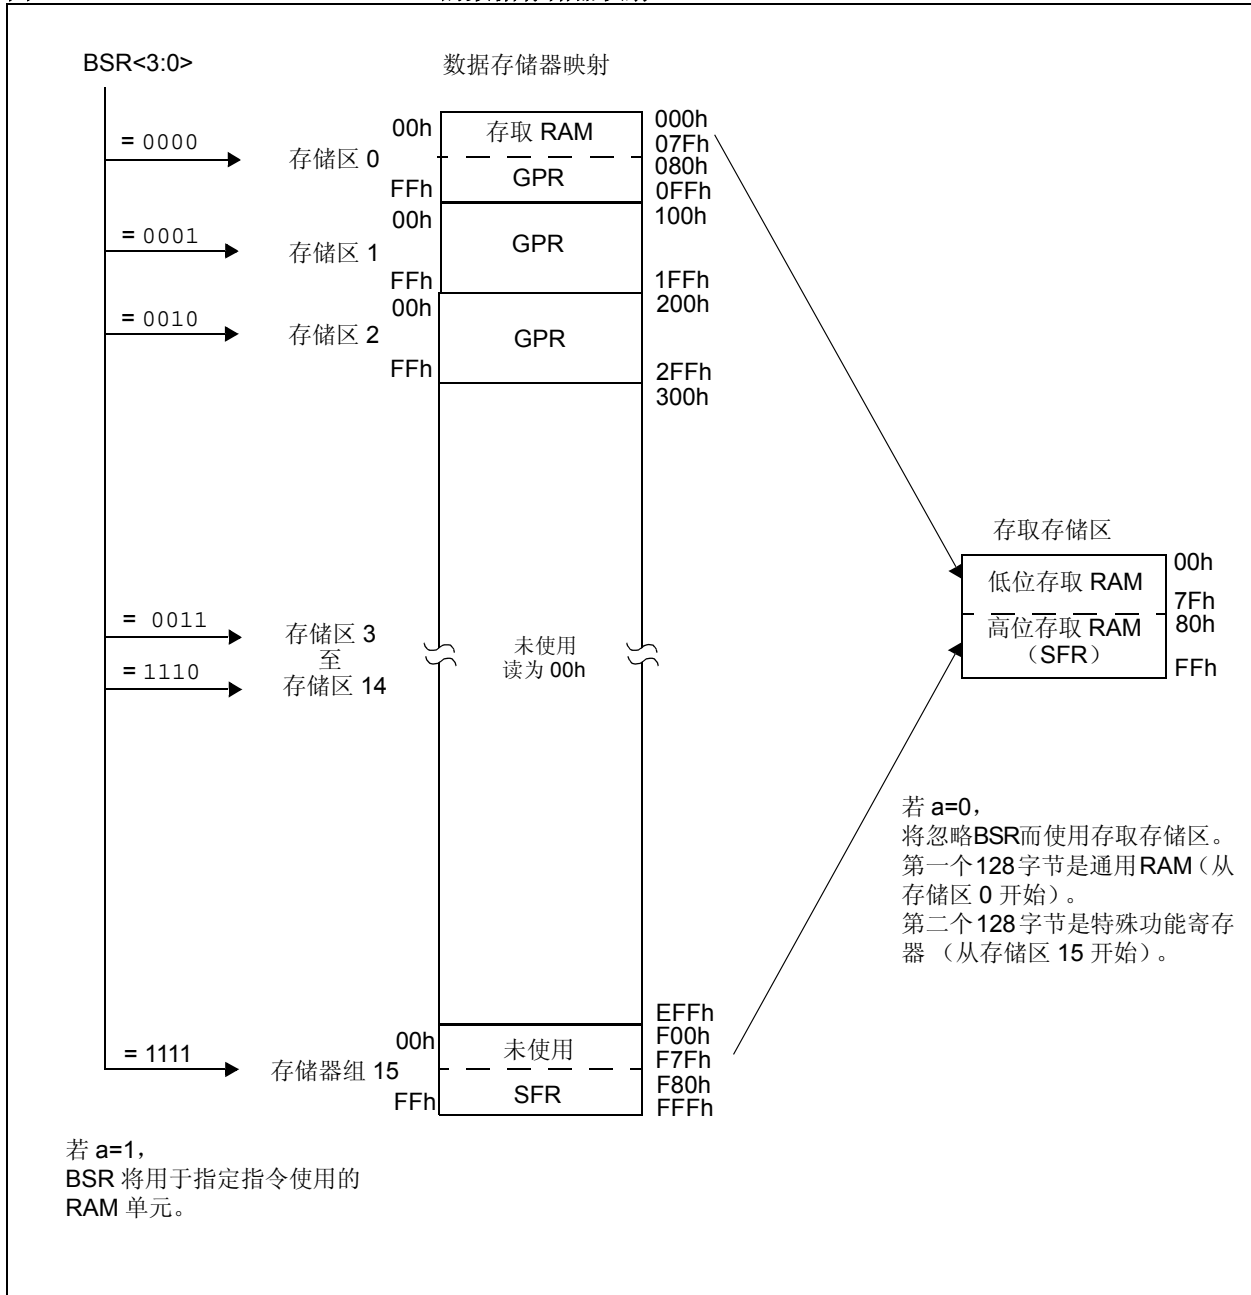 BSR<3:0>
数据存储器映射
= 0000
存储区 0
00h
FFh
存取 RAM
GPR
000h
07Fh
080h
0FFh
= 0001
存储区 1
00h
FFh
GPR
100h
1FFh
= 0010
存储区 2
00h
FFh
GPR
200h
2FFh
300h
= 0011
存储区 3
至
= 1110
存储区 14
未使用
读为 00h
存取存储区
低位存取 RAM
高位存取 RAM
（SFR）
00h
7Fh
80h
FFh
若 a=0，
将忽略BSR而使用存取存储区。
第一个128字节是通用RAM（从
存储区 0 开始）。
第二个128字节是特殊功能寄存
器 （从存储区 15 开始）。
= 1111
存储器组 15
00h
FFh
未使用
SFR
EFFh
F00h
F7Fh
F80h
FFFh
若 a=1，
BSR 将用于指定指令使用的
RAM 单元。